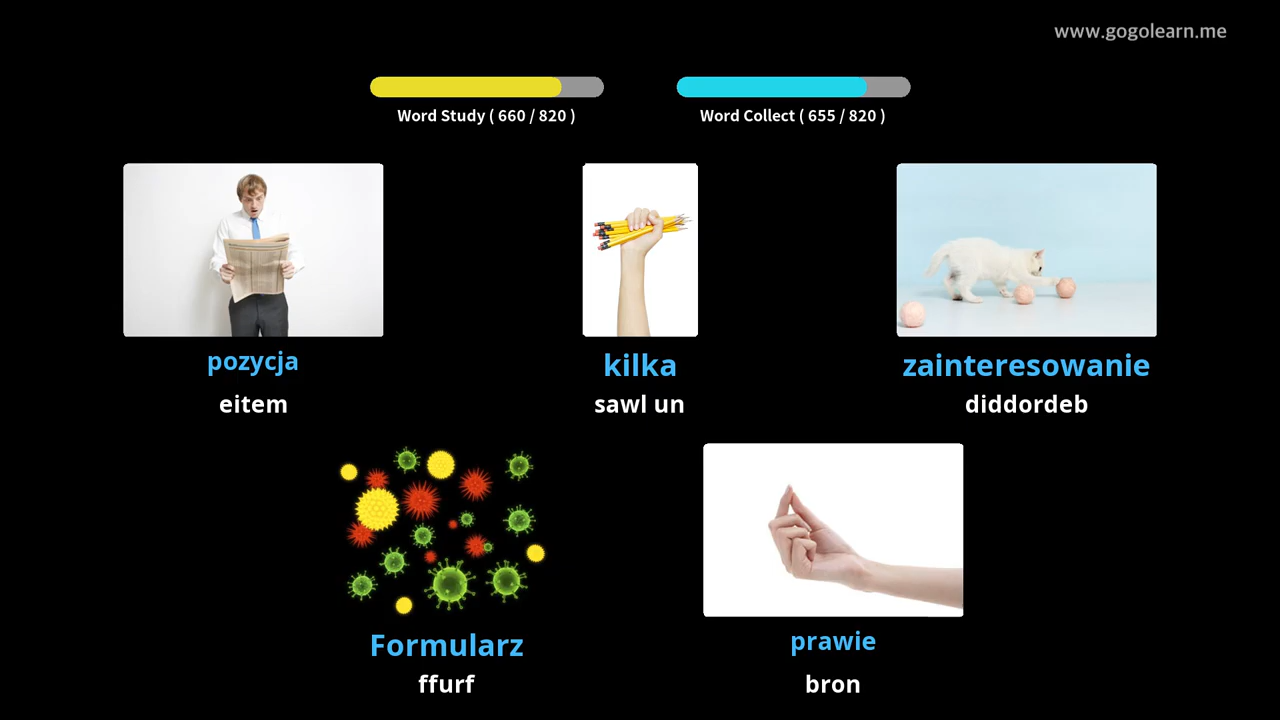 www.gogolearn.me
Word Study ( 660 / 820 )
Word Collect ( 655 / 820 )
pozycja
eitem
kilka
sawl un
zainteresowanie
diddordeb
Formularz
ffurf
prawie
bron